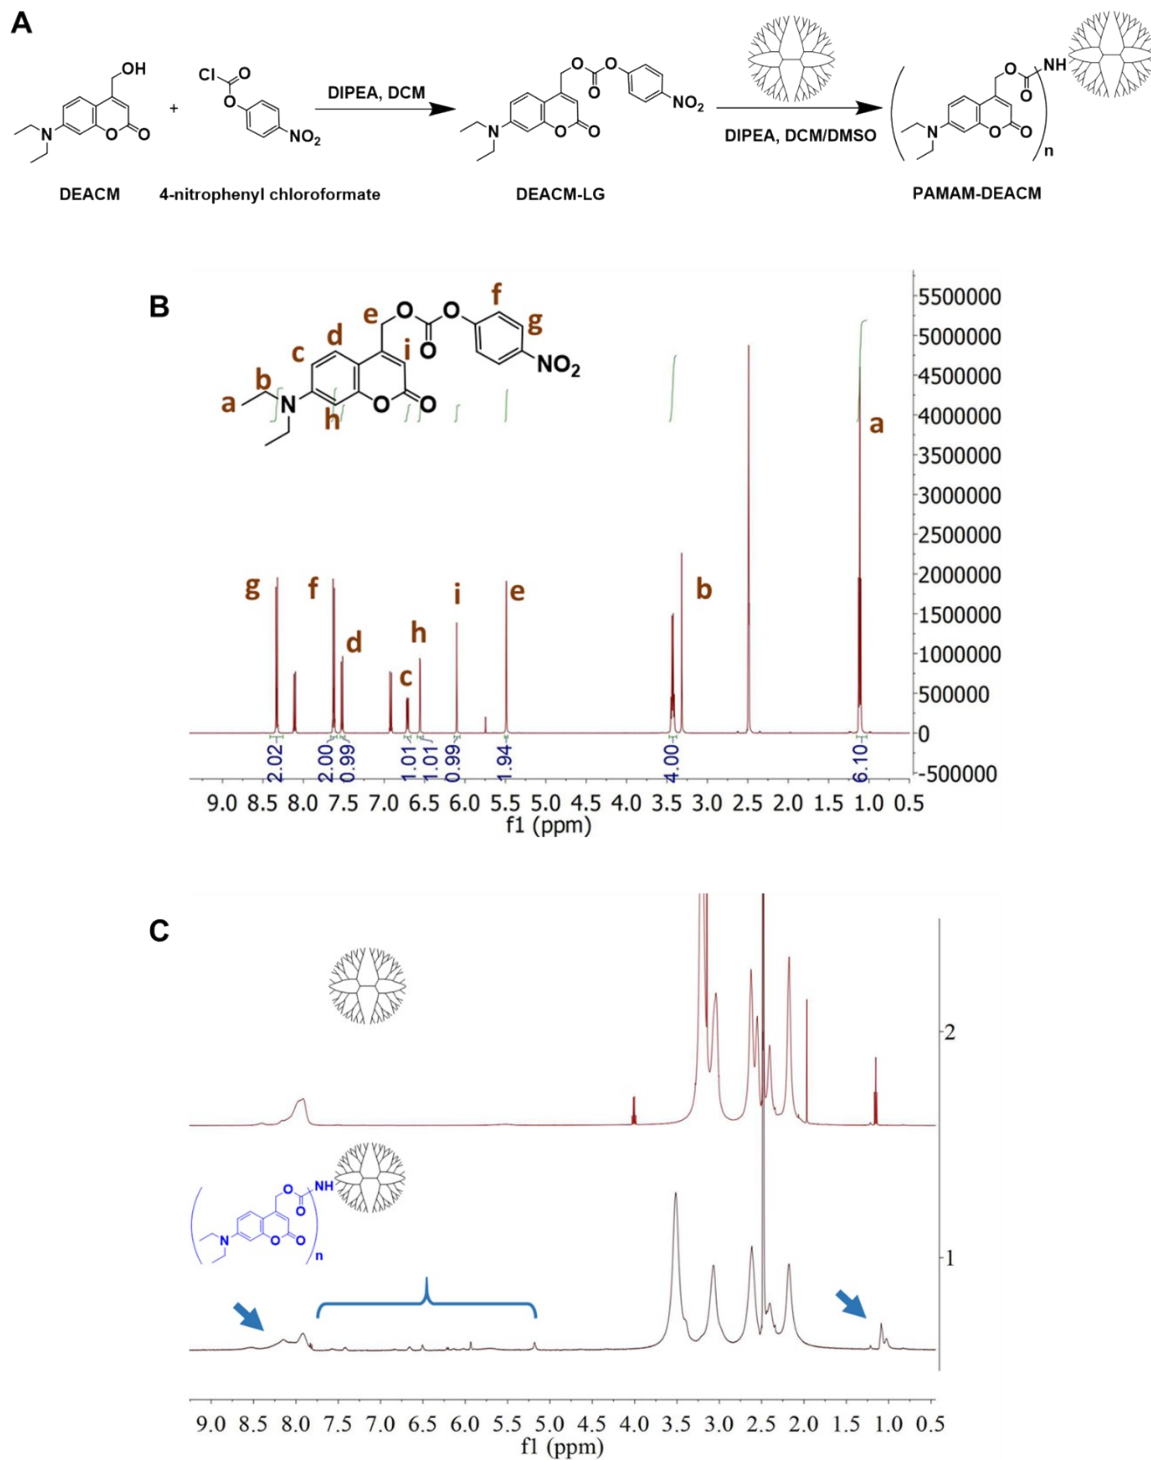 A
OH
Cl
O
O
NO2
+
N
O
O
DIPEA, DCM
O
O
O
O
NO2
N
O
O
DIPEA, DCM/DMSO
O
NH
O
N
O
O
n
DEACM
4-nitrophenyl chloroformate
DEACM-LG
PAMAM-DEACM
B
e
O
O
f
g
d
O
c
i
NO2
b
a
N
h
O
O
a
g
f
d
c
h
i
e
b
5500000
5000000
4500000
4000000
3500000
3000000
2500000
2000000
1500000
1000000
500000
0
-500000
2.02
2.00
0.99
1.01
1.01
0.99
1.94
4.00
6.10
9.0 8.5 8.0 7.5 7.0 6.5 6.0 5.5 5.0 4.5 4.0 3.5 3.0 2.5 2.0 1.5 1.0 0.5
f1 (ppm)
C
2
O
NH
O
N
O
O
n
1
9.0 8.5 8.0 7.5 7.0 6.5 6.0 5.5 5.0 4.5 4.0 3.5 3.0 2.5 2.0 1.5 1.0 0.5
f1 (ppm)